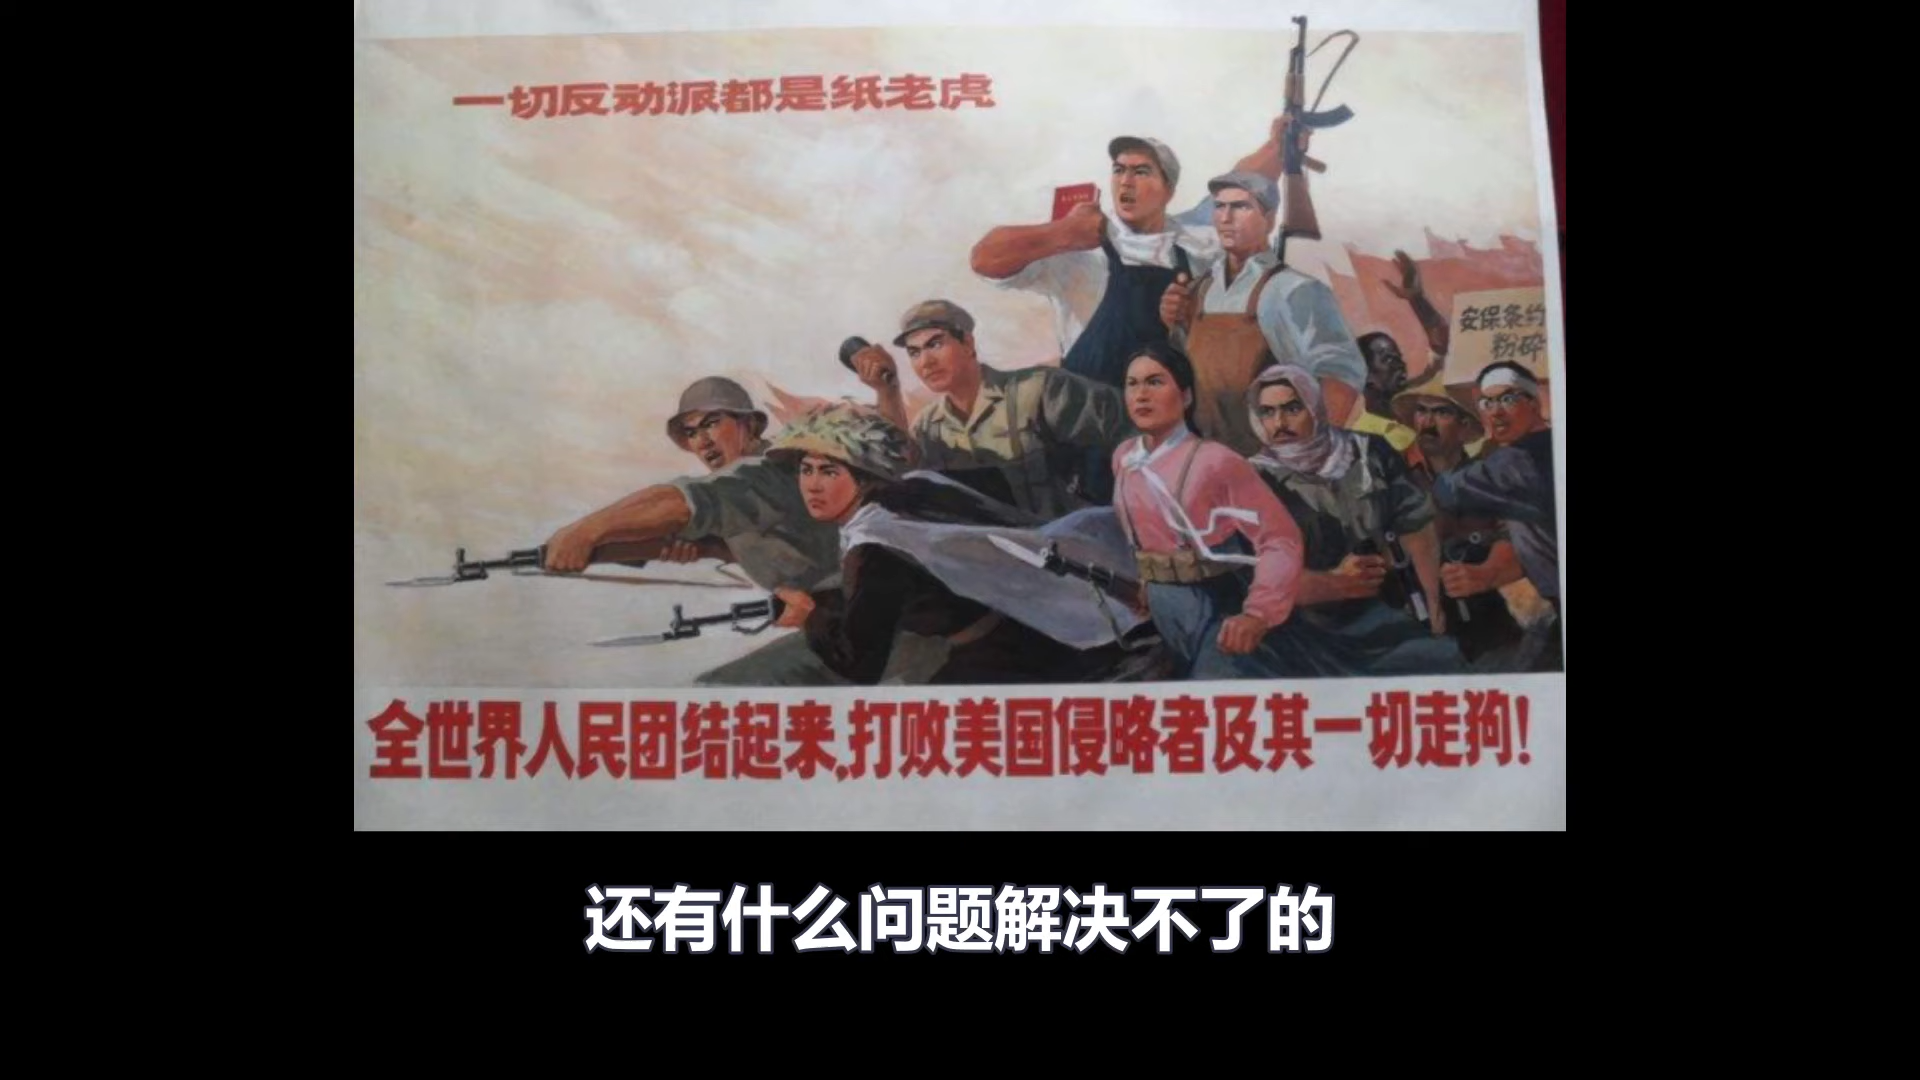 一切反动派都是纸老虎
安保条约
粉砕
全世界人民团结起来,打败美国侵略者及其一切走狗!
还有什么问题解决不了的